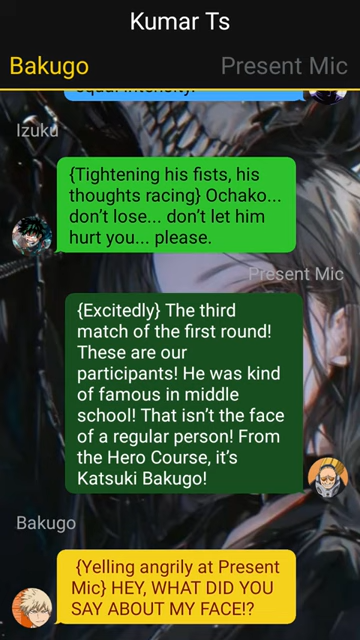 Kumar Ts
Bakugo
Present Mic
equal intensity.
Izuku
{Tightening his fists, his
thoughts racing} Ochako...
don’t lose... don’t let him
hurt you... please.
Present Mic
{Excitedly} The third
match of the first round!
These are our
participants! He was kind
of famous in middle
school! That isn’t the face
of a regular person! From
the Hero Course, it’s
Katsuki Bakugo!
Bakugo
{Yelling angrily at Present
Mic} HEY, WHAT DID YOU
SAY ABOUT MY FACE!?